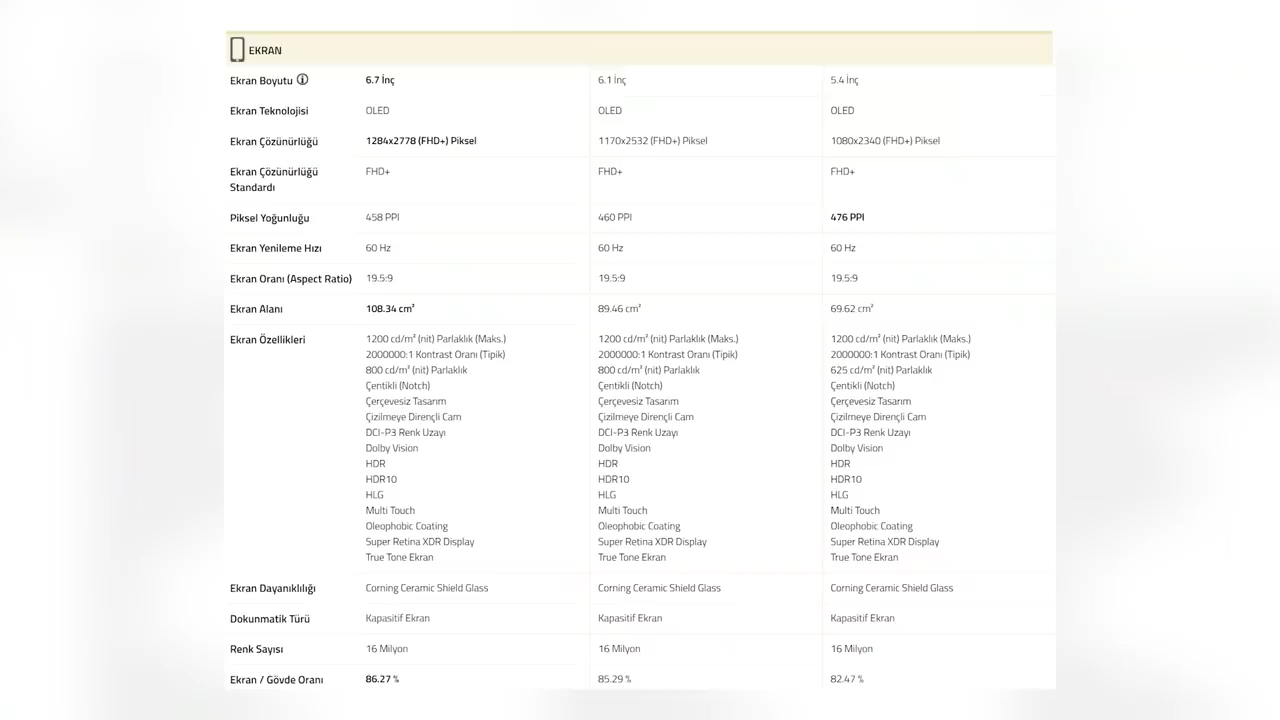 EKRAN
Ekran Boyutu 6.7 İnç 6.1 İnç 5.4 İnç
Ekran Teknolojisi OLED OLED OLED
Ekran Çözünürlüğü 1284x2778 (FHD+) Piksel 1170x2532 (FHD+) Piksel 1080x2340 (FHD+) Piksel
Ekran Çözünürlüğü FHD+ FHD+ FHD+
Standardı
Piksel Yoğunluğu 458 PPI 460 PPI 476 PPI
Ekran Yenileme Hızı 60 Hz 60 Hz 60 Hz
Ekran Oranı (Aspect Ratio) 19.5:9 19.5:9 19.5:9
Ekran Alanı 108.34 cm² 89.46 cm² 69.62 cm²
Ekran Özellikleri 1200 cd/m² (nit) Parlaklık (Maks.) 1200 cd/m² (nit) Parlaklık (Maks.) 1200 cd/m² (nit) Parlaklık (Maks.)
2000000:1 Kontrast Oranı (Tipik) 2000000:1 Kontrast Oranı (Tipik) 2000000:1 Kontrast Oranı (Tipik)
800 cd/m² (nit) Parlaklık 800 cd/m² (nit) Parlaklık 625 cd/m² (nit) Parlaklık
Çentikli (Notch) Çentikli (Notch) Çentikli (Notch)
Çerçevesiz Tasarım Çerçevesiz Tasarım Çerçevesiz Tasarım
Çizilmeye Dirençli Cam Çizilmeye Dirençli Cam Çizilmeye Dirençli Cam
DCI-P3 Renk Uzayı DCI-P3 Renk Uzayı DCI-P3 Renk Uzayı
Dolby Vision Dolby Vision Dolby Vision
HDR HDR HDR
HDR10 HDR10 HDR10
HLG HLG HLG
Multi Touch Multi Touch Multi Touch
Oleophobic Coating Oleophobic Coating Oleophobic Coating
Super Retina XDR Display Super Retina XDR Display Super Retina XDR Display
True Tone Ekran True Tone Ekran True Tone Ekran
Ekran Dayanıklılığı Corning Ceramic Shield Glass Corning Ceramic Shield Glass Corning Ceramic Shield Glass
Dokunmatik Türü Kapasitif Ekran Kapasitif Ekran Kapasitif Ekran
Renk Sayısı 16 Milyon 16 Milyon 16 Milyon
Ekran / Gövde Oranı 86.27 % 85.29 % 82.47 %